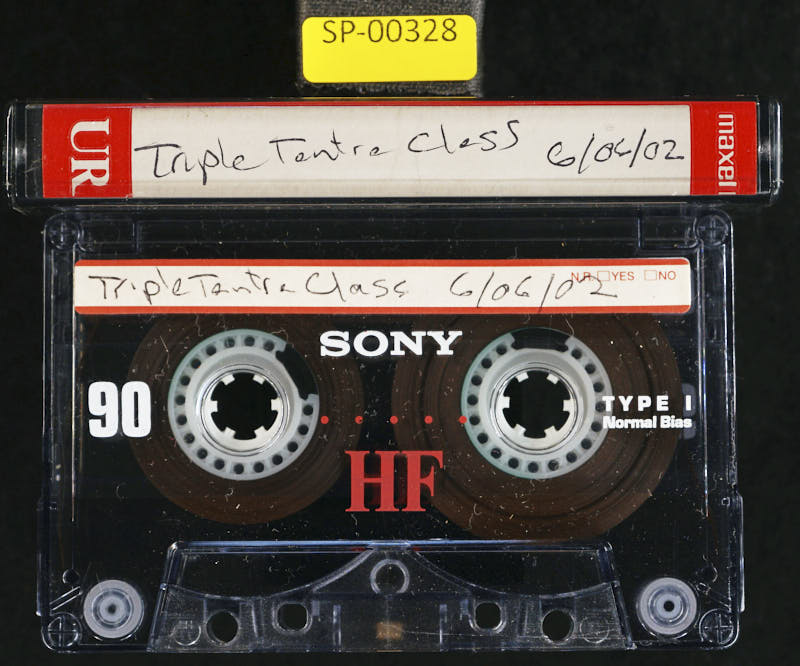 SP-00328
UR
Triple Tantra Class 6/06/02
maxell
Triple Tantra Class 6/06/02
N.R. □YES □NO
SONY
90
TYPE I
Normal Bias
HF